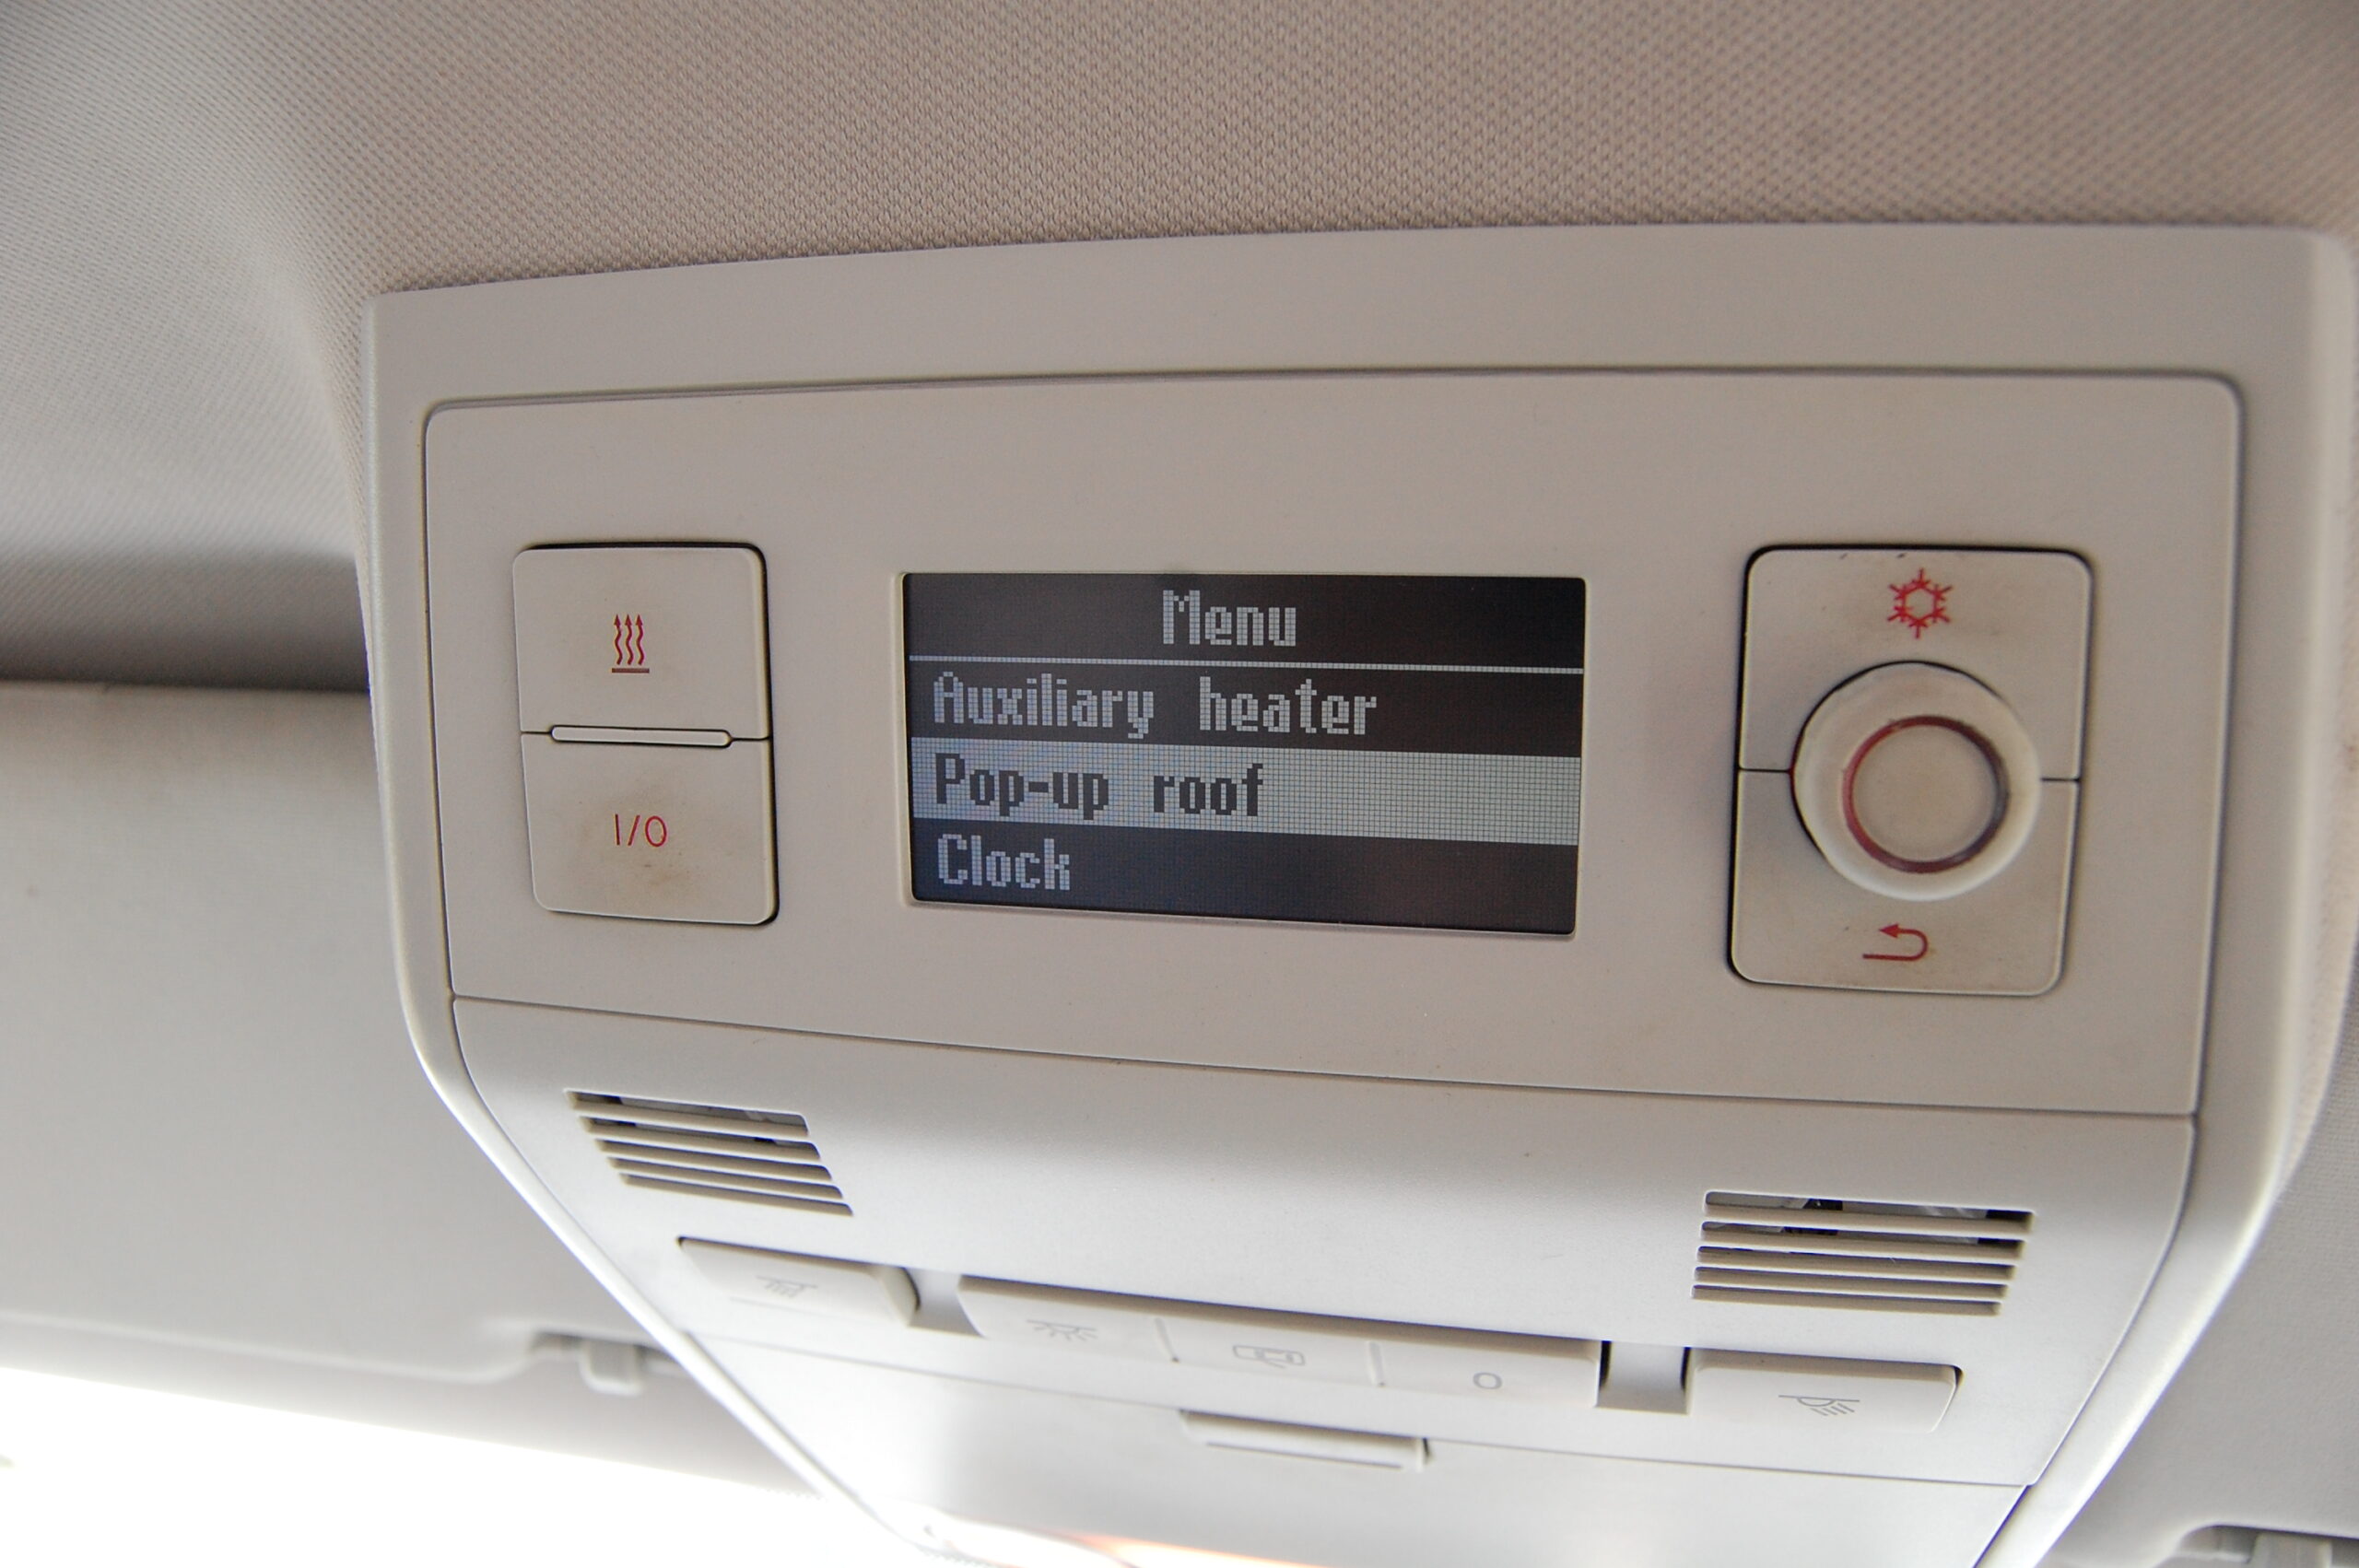 Menu
Auxiliary heater
Pop-up roof
Clock
I/O
O